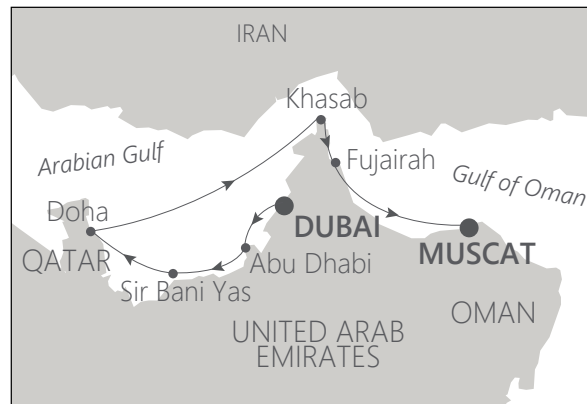 IRAN
Khasab
Arabian Gulf
Fujairah
Gulf of Oman
Doha
DUBAI
QATAR
Abu Dhabi
MUSCAT
Sir Bani Yas
OMAN
UNITED ARAB
EMIRATES